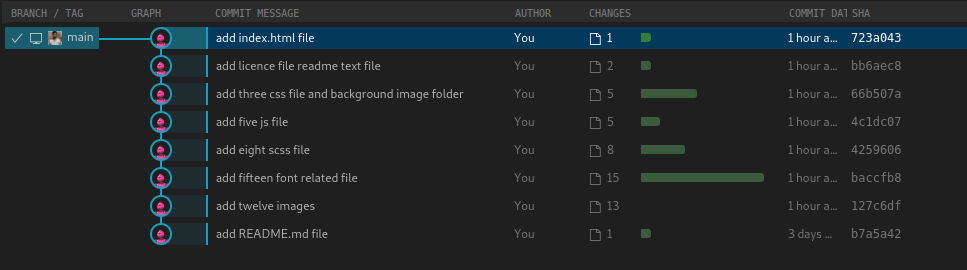 BRANCH / TAG GRAPH COMMIT MESSAGE AUTHOR CHANGES COMMIT DAT SHA
main add index.html file You 1 1 hour a... 723a043
add licence file readme text file You 2 1 hour a... bb6aec8
add three css file and background image folder You 5 1 hour a... 66b507a
add five js file You 5 1 hour a... 4c1dc07
add eight scss file You 8 1 hour a... 4259606
add fifteen font related file You 15 1 hour a... baccfb8
add twelve images You 13 1 hour a... 127c6df
add README.md file You 1 3 days ... b7a5a42